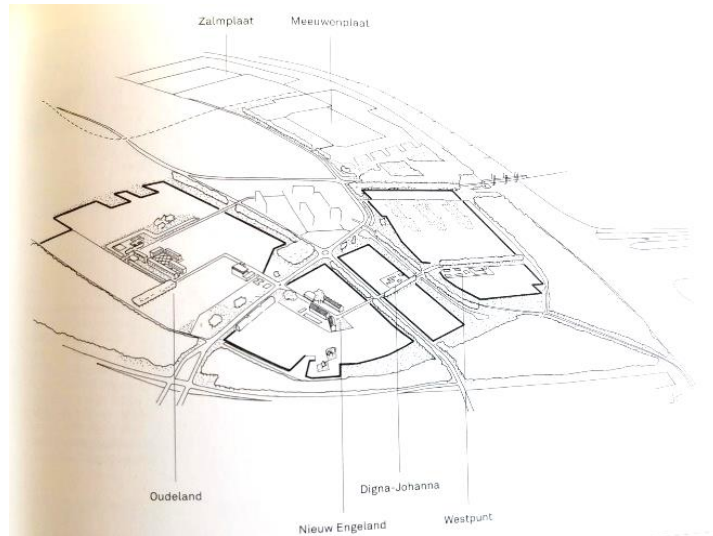 Zalmplaat
Meeuwenplaat
Oudeland
Digna-Johanna
Nieuw Engeland
Westpunt